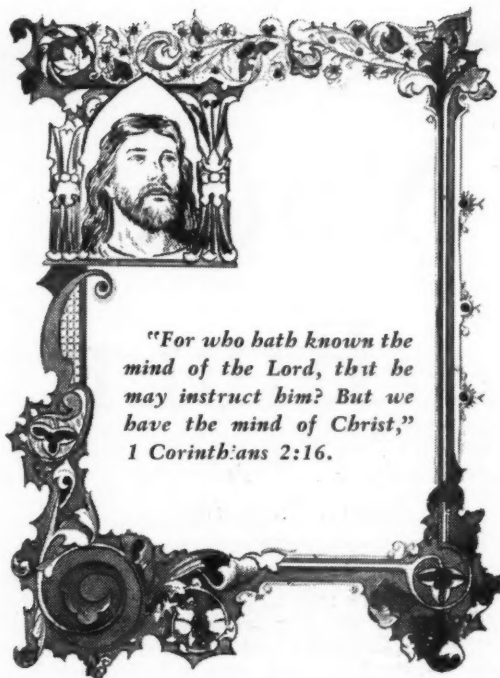 "For who hath known the
mind of the Lord, that he
may instruct him? But we
have the mind of Christ,"
1 Corinthians 2:16.